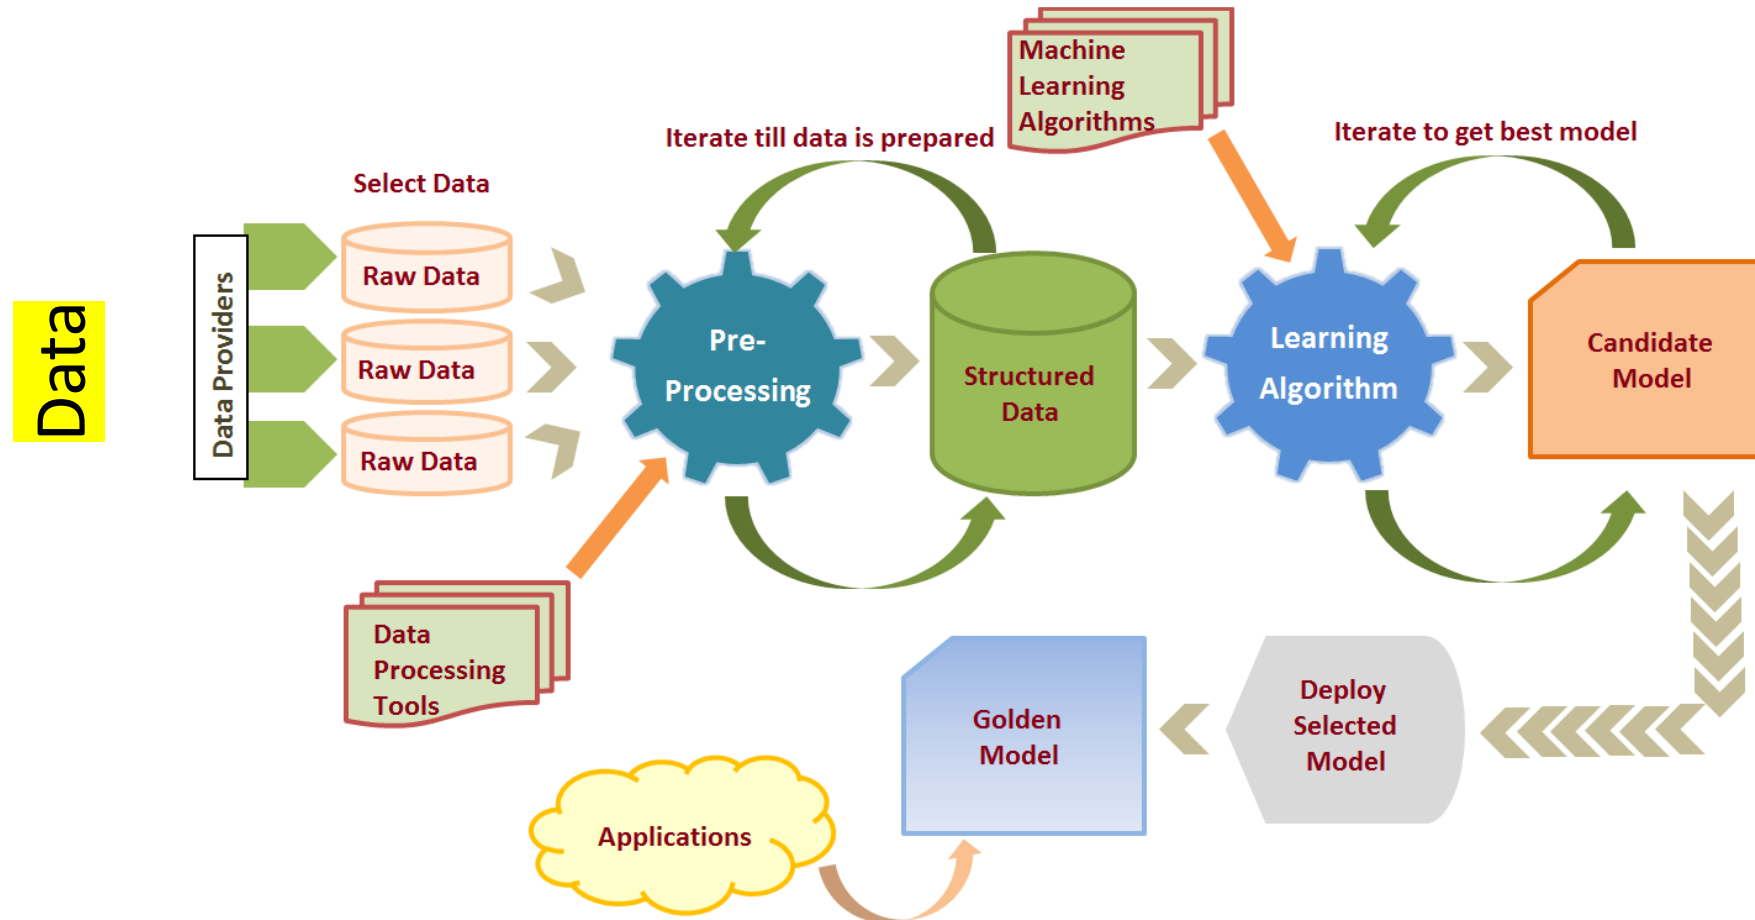 Data
Data Providers
Select Data
Raw Data
Raw Data
Raw Data
Data
Processing
Tools
Iterate till data is prepared
Pre-
Processing
Structured
Data
Machine
Learning
Algorithms
Iterate to get best model
Learning
Algorithm
Candidate
Model
Deploy
Selected
Model
Golden
Model
Applications